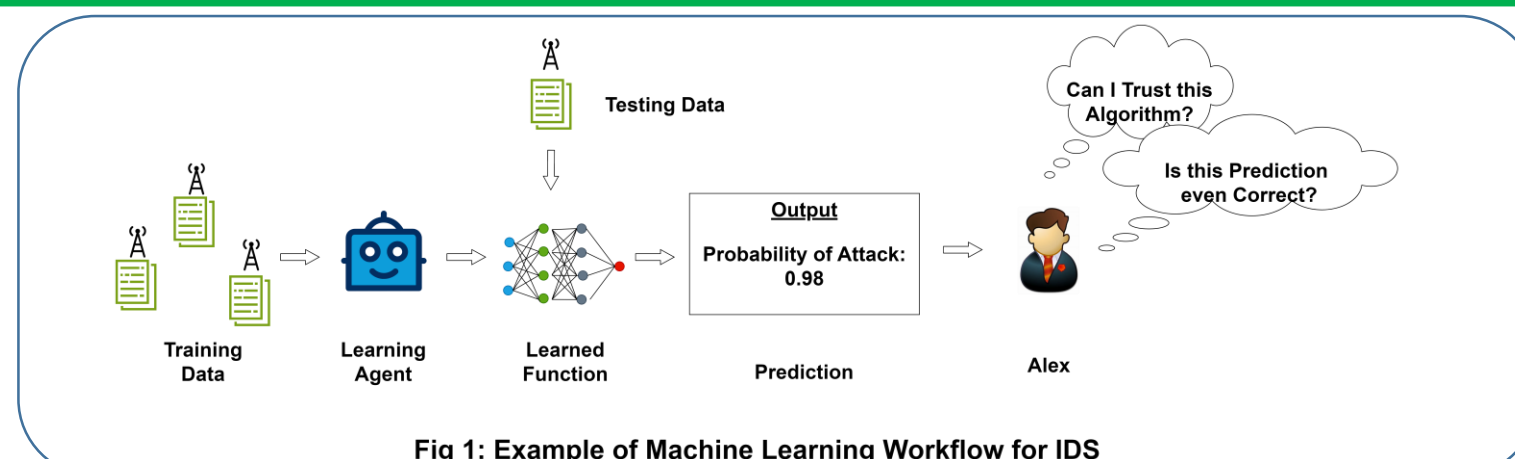 Testing Data
Can I Trust this
Algorithm?
Is this Prediction
even Correct?
Output
Probability of Attack:
0.98
Training
Data
Learning
Agent
Learned
Function
Prediction
Alex
Fig 1: Example of Machine Learning Workflow for IDS